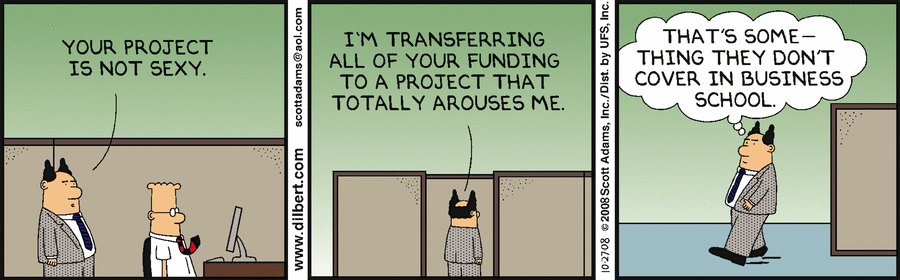 YOUR PROJECT
IS NOT SEXY.
www.dilbert.com scottadams@aol.com
I'M TRANSFERRING
ALL OF YOUR FUNDING
TO A PROJECT THAT
TOTALLY AROUSES ME.
10-27-08 © 2008 Scott Adams, Inc./Dist. by UFS, Inc.
THAT'S SOME-
THING THEY DON'T
COVER IN BUSINESS
SCHOOL.